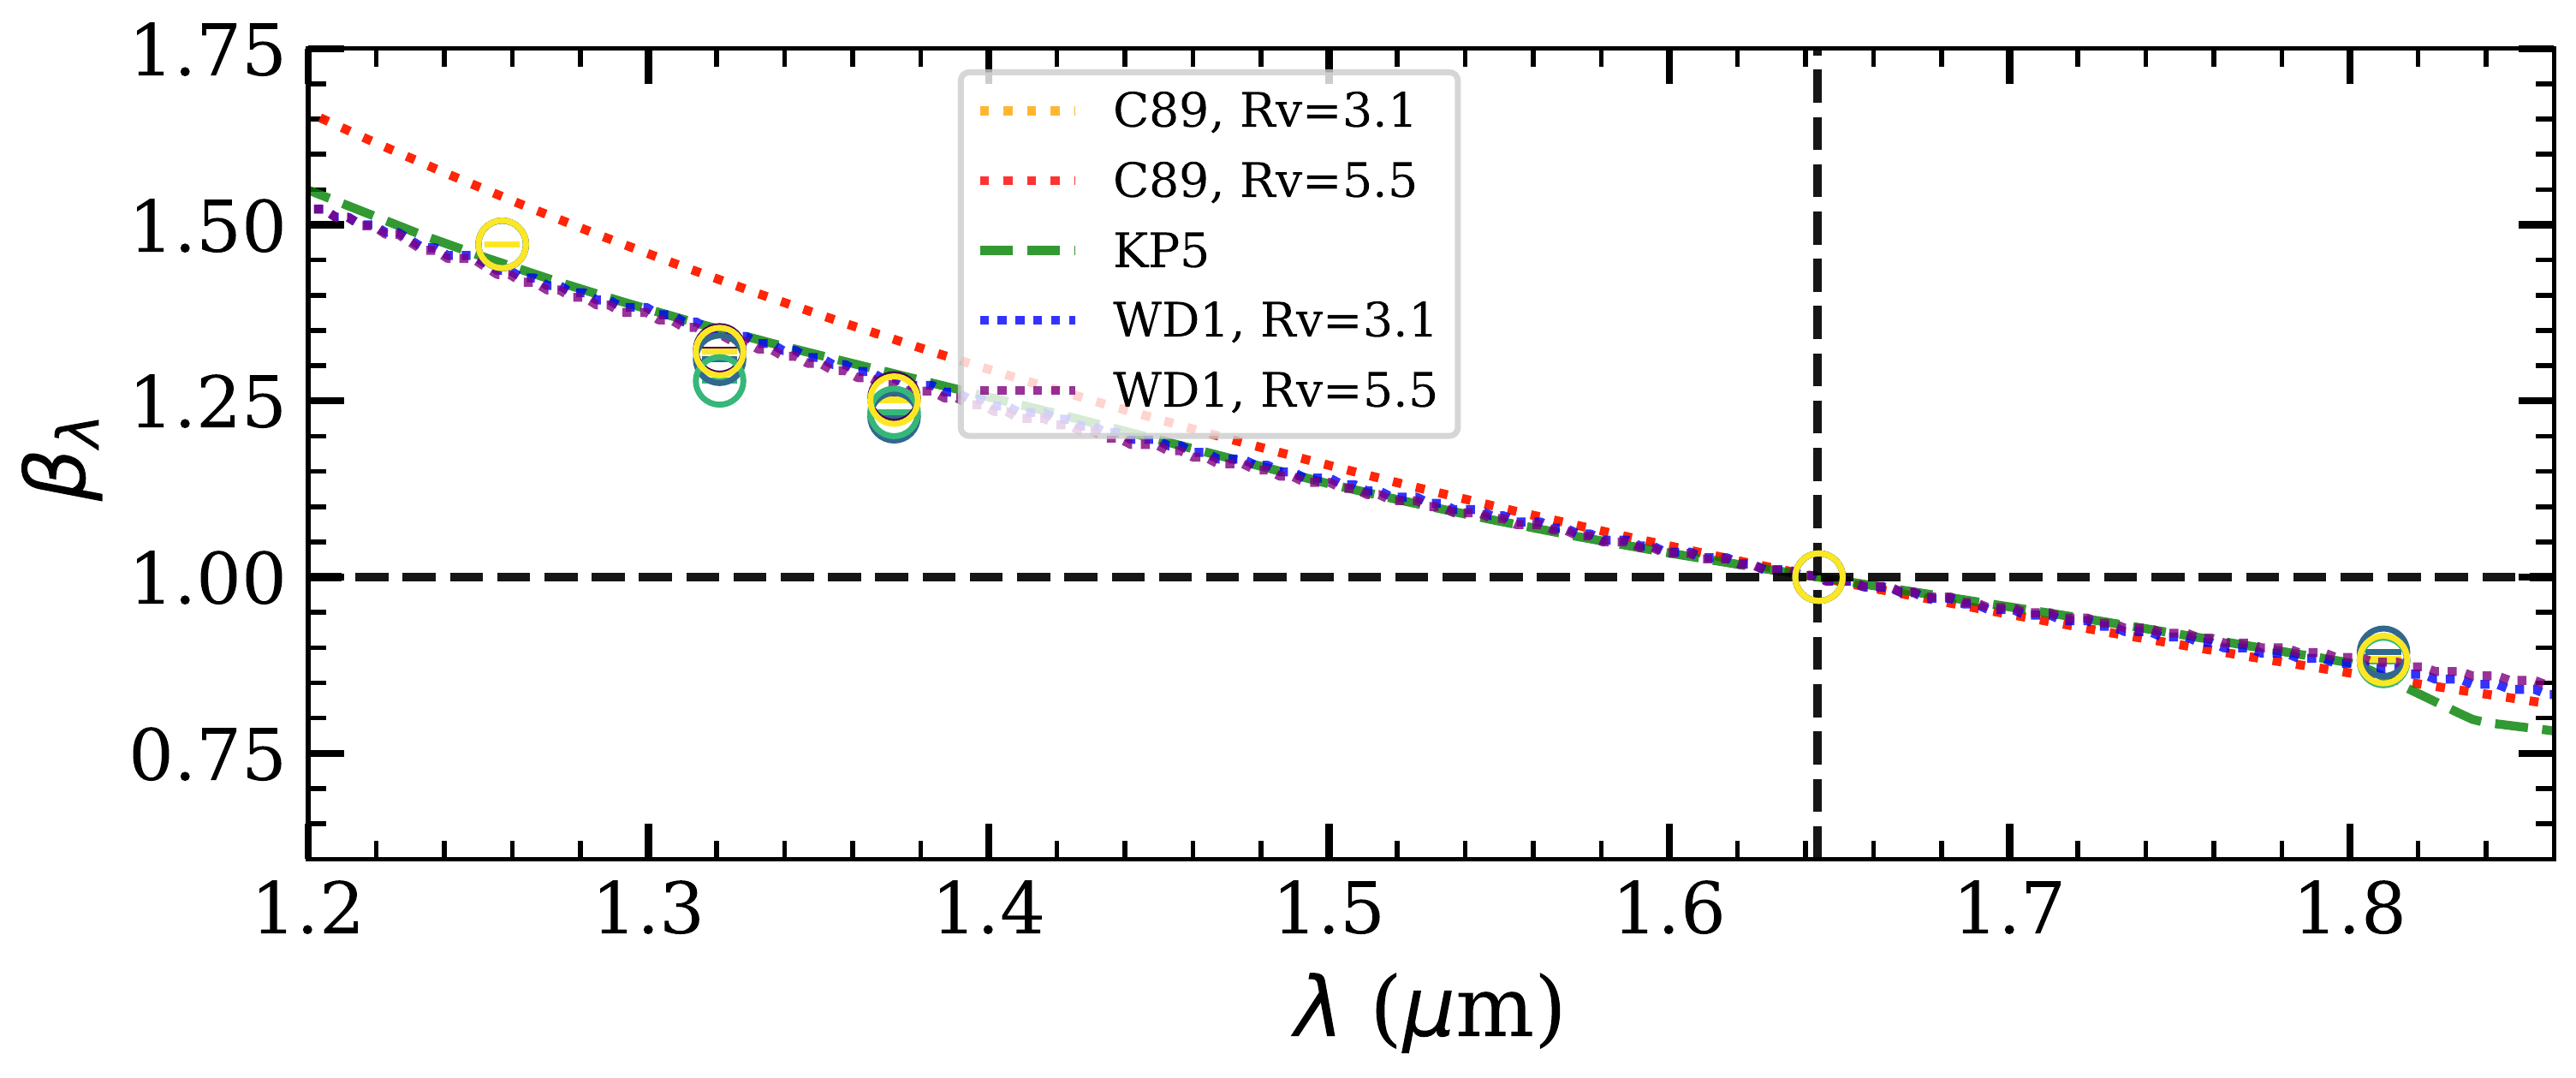 1.75
1.50
1.25
1.00
0.75
βλ
C89, Rv=3.1
C89, Rv=5.5
KP5
WD1, Rv=3.1
WD1, Rv=5.5
1.2 1.3 1.4 1.5 1.6 1.7 1.8
λ (μm)